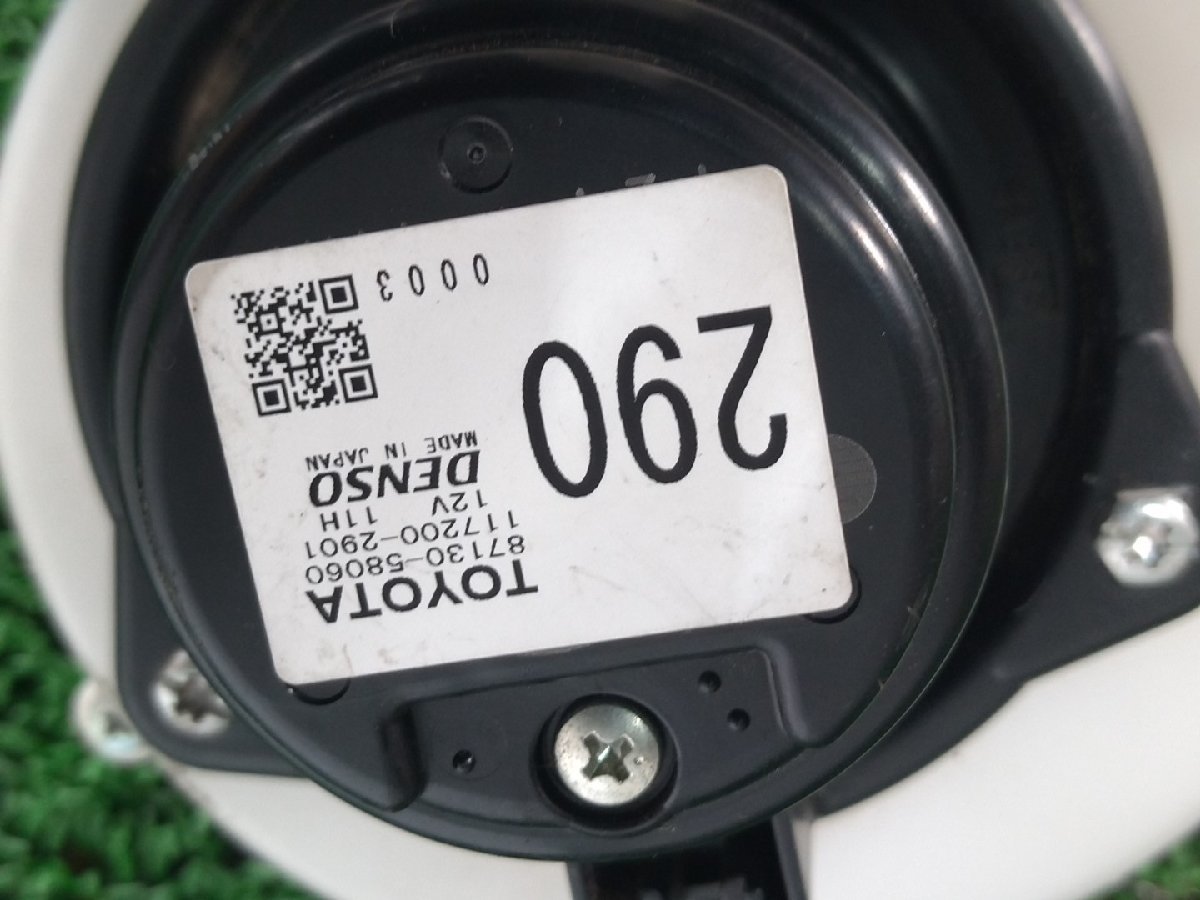 TOYOTA
87130-58060
117200-2901
12V 11H
DENSO
MADE IN JAPAN
290
0003